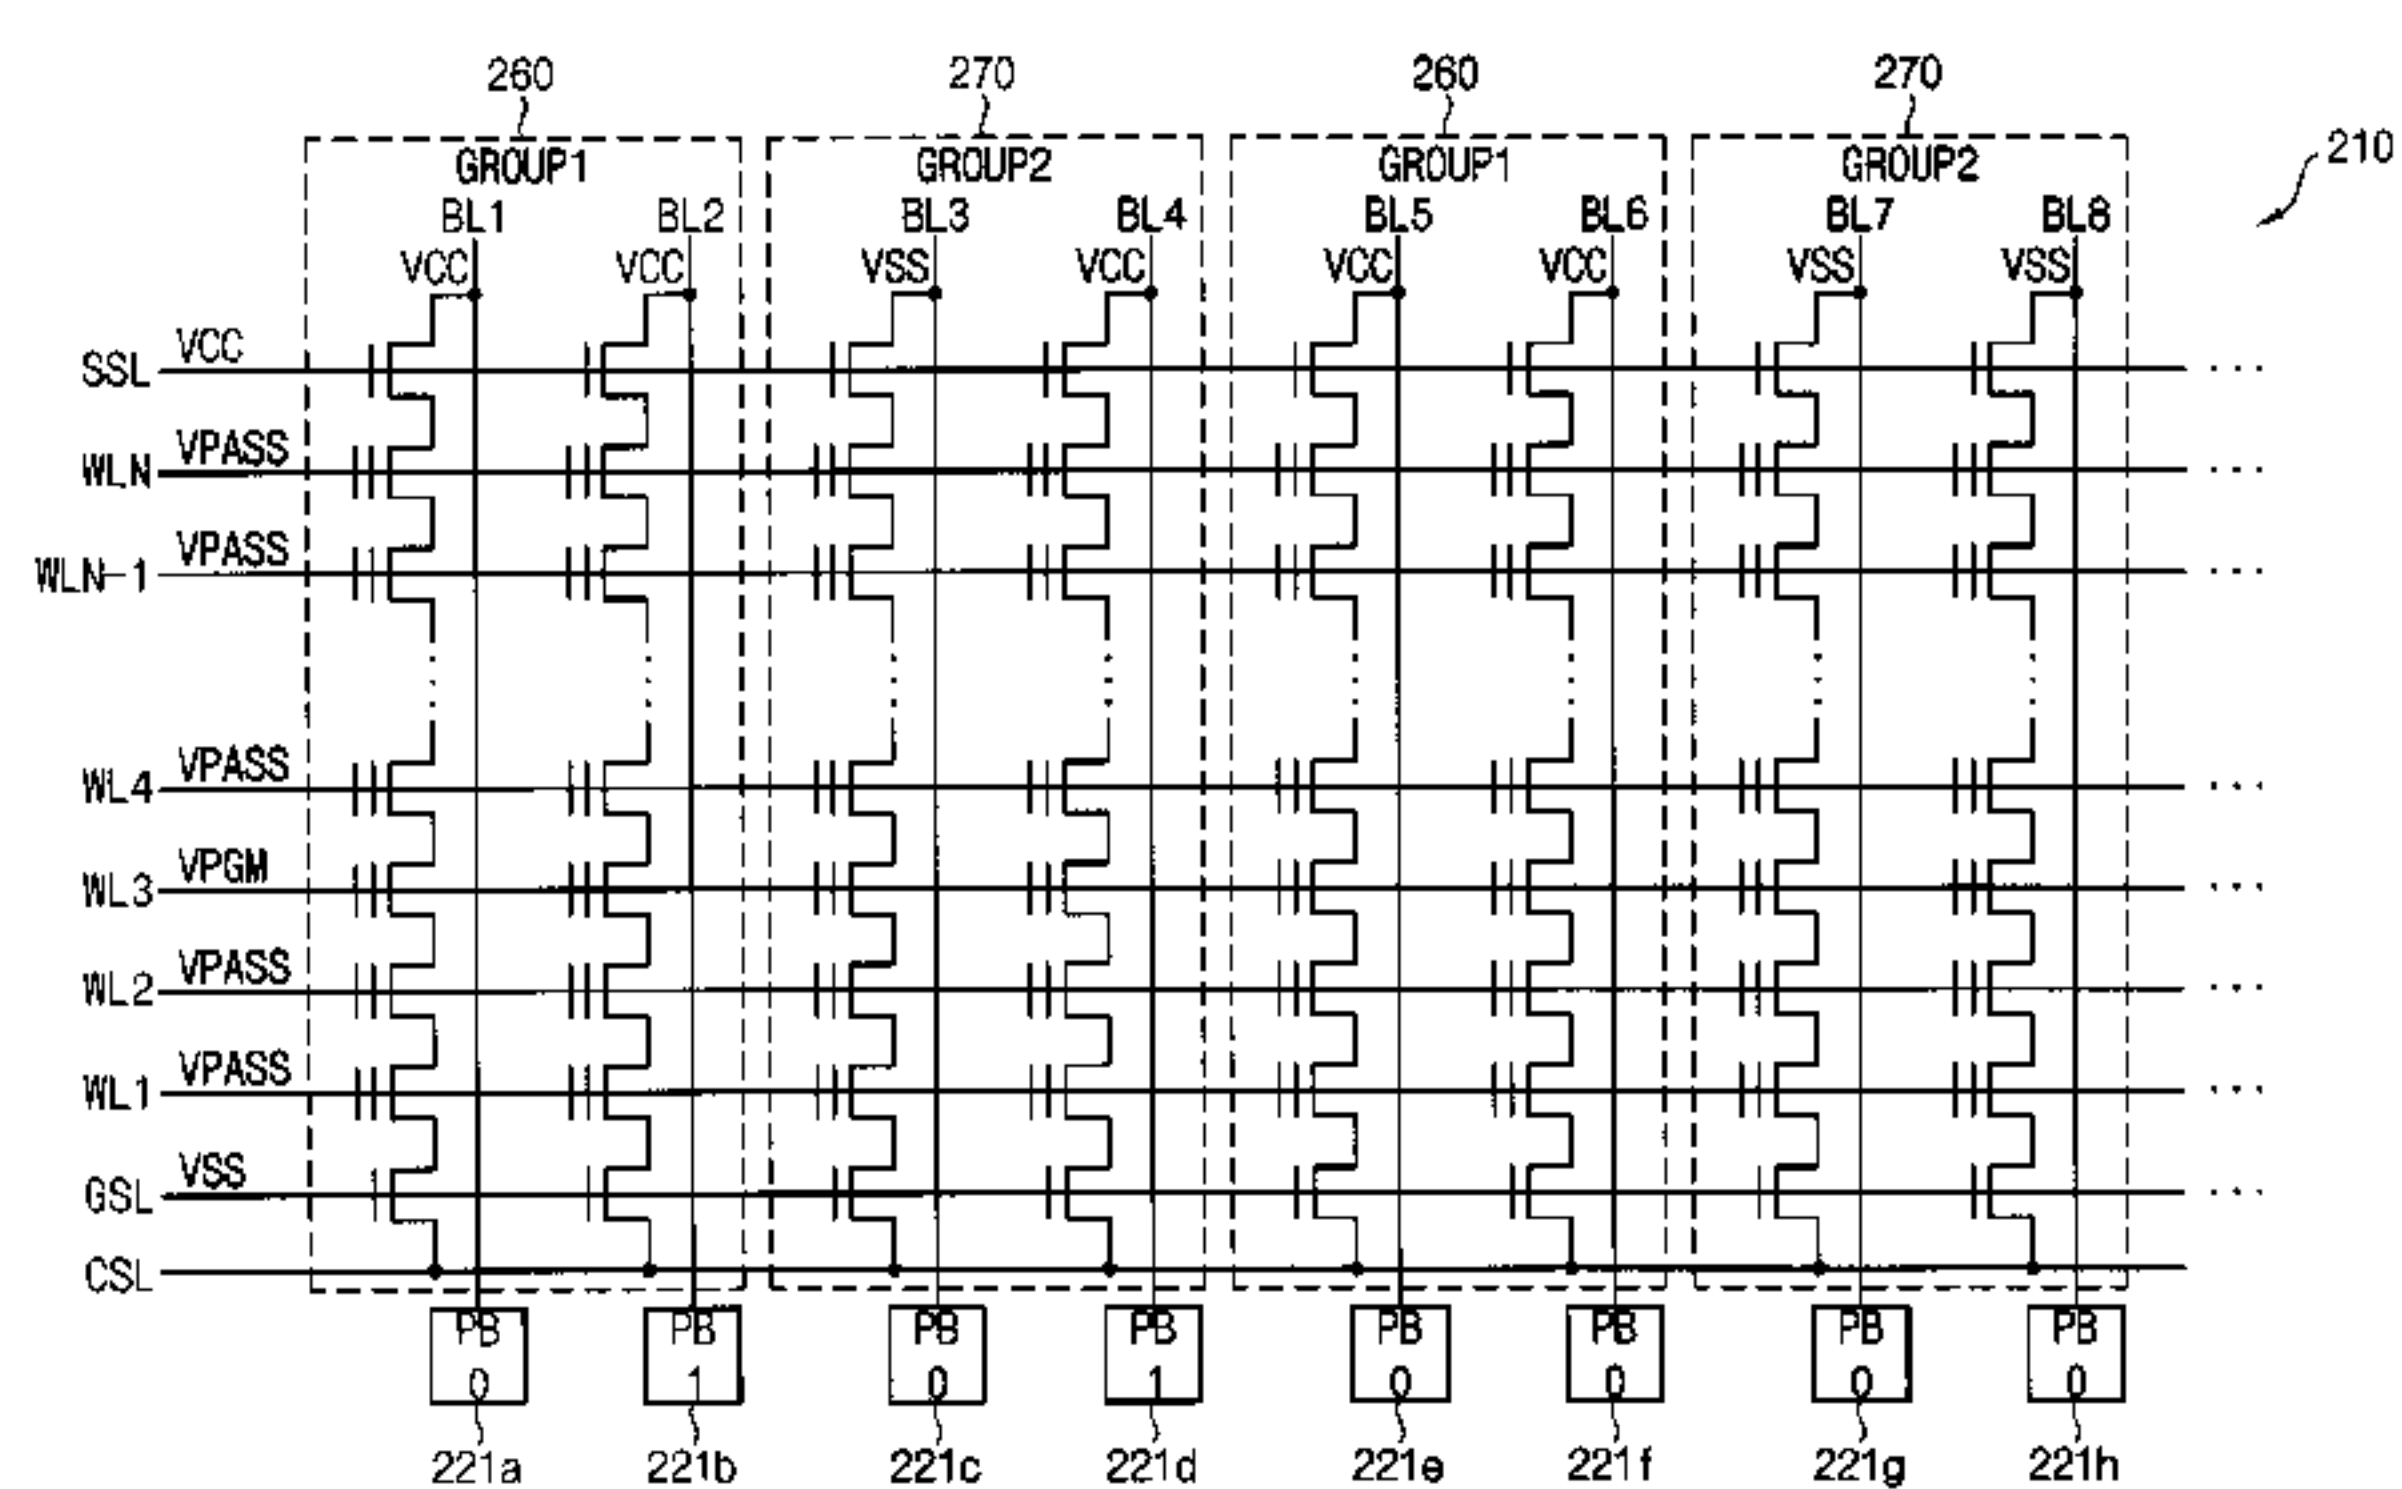 260 270 260 270
210
GROUP1 GROUP2 GROUP1 GROUP2
BL1 BL2 BL3 BL4 BL5 BL6 BL7 BL8
VCC VCC VSS VCC VCC VCC VSS VSS
SSL VCC ...
WLN VPASS ...
WLN-1 VPASS ...
WL4 VPASS ...
WL3 VPGM ...
WL2 VPASS ...
WL1 VPASS ...
GSL VSS ...
CSL
PB PB PB PB PB PB PB PB
0 1 0 1 0 0 0 0
221a 221b 221c 221d 221e 221f 221g 221h